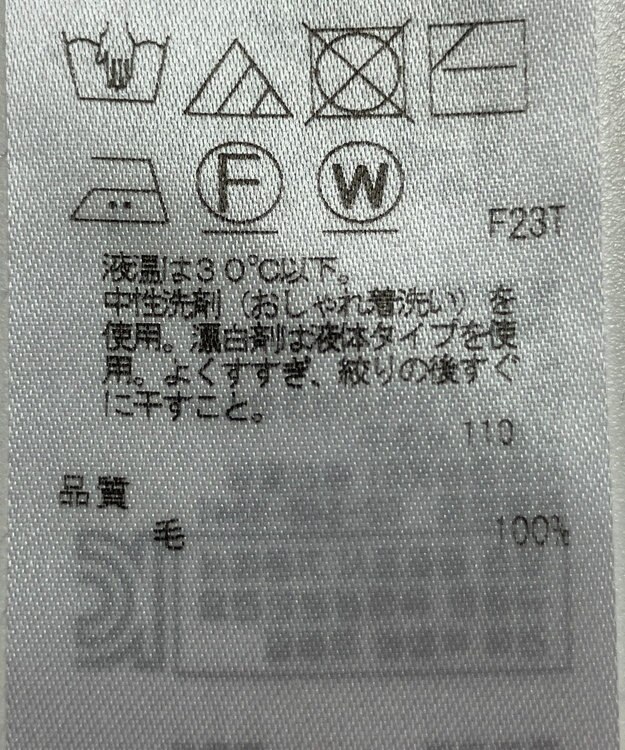 F W
F23T
液温は30℃以下。
中性洗剤(おしゃれ着洗い)を
使用。漂白剤は液体タイプを使
用。よくすすぎ、絞りの後すぐ
に干すこと。
110
品質
毛 100%